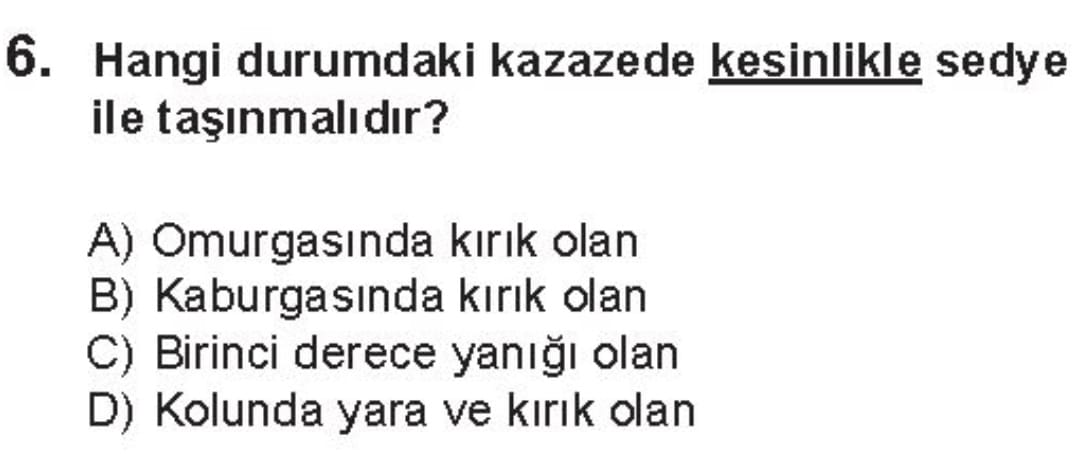 6. Hangi durumdaki kazazede kesinlikle sedye
ile taşınmalıdır?
A) Omurgasında kırık olan
B) Kaburgasında kırık olan
C) Birinci derece yanığı olan
D) Kolunda yara ve kırık olan